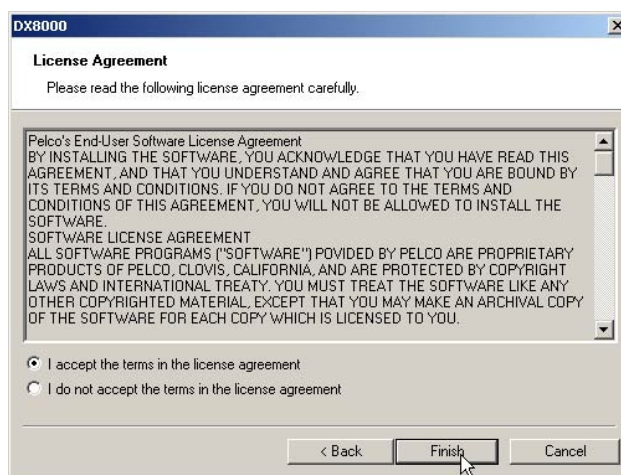 DX8000
License Agreement
Please read the following license agreement carefully.
Pelco's End-User Software License Agreement
BY INSTALLING THE SOFTWARE, YOU ACKNOWLEDGE THAT YOU HAVE READ THIS
AGREEMENT, AND THAT YOU UNDERSTAND AND AGREE THAT YOU ARE BOUND BY
ITS TERMS AND CONDITIONS. IF YOU DO NOT AGREE TO THE TERMS AND
CONDITIONS OF THIS AGREEMENT, YOU WILL NOT BE ALLOWED TO INSTALL THE
SOFTWARE.
SOFTWARE LICENSE AGREEMENT
ALL SOFTWARE PROGRAMS ("SOFTWARE") POVIDED BY PELCO ARE PROPRIETARY
PRODUCTS OF PELCO, CLOVIS, CALIFORNIA, AND ARE PROTECTED BY COPYRIGHT
LAWS AND INTERNATIONAL TREATY. YOU MUST TREAT THE SOFTWARE LIKE ANY
OTHER COPYRIGHTED MATERIAL, EXCEPT THAT YOU MAY MAKE AN ARCHIVAL COPY
OF THE SOFTWARE FOR EACH COPY WHICH IS LICENSED TO YOU.
I accept the terms in the license agreement
I do not accept the terms in the license agreement
< Back Finish Cancel